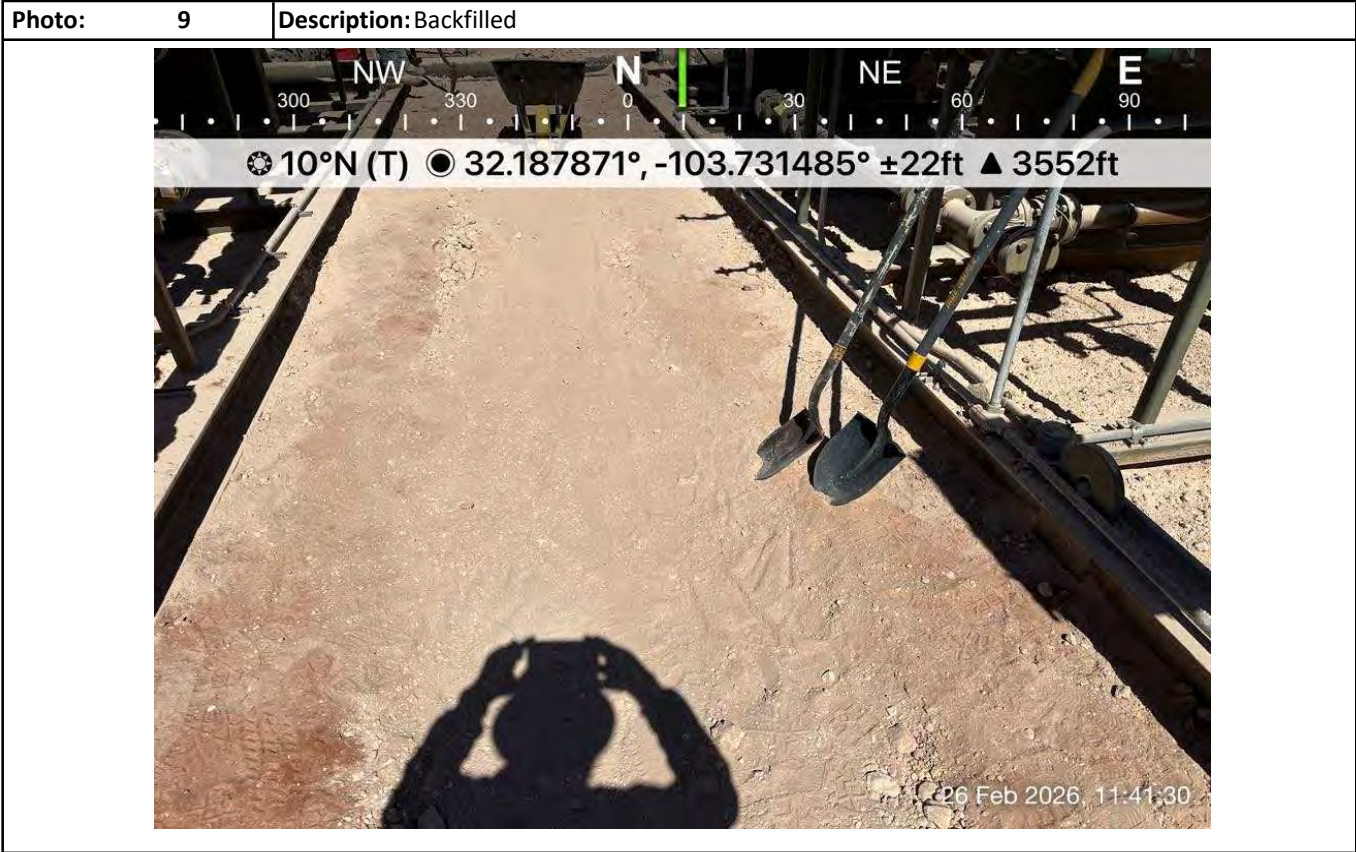 Photo: 9 Description: Backfilled
NW N NE E
300 330 0 30 60 90
10°N (T) 32.187871°, -103.731485° ±22ft ▲ 3552ft
26 Feb 2026, 11:41:30